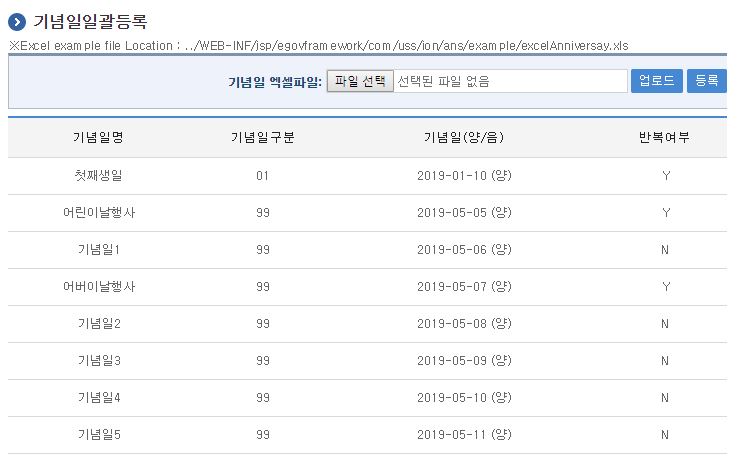 기념일일괄등록
※Excel example file Location : ../WEB-INF/jsp/egovframework/com/uss/ion/ans/example/excelAnniversay.xls
기념일 엑셀파일: 파일 선택 선택된 파일 없음 업로드 등록
기념일명 기념일구분 기념일(양/음) 반복여부
첫째생일 01 2019-01-10 (양) Y
어린이날행사 99 2019-05-05 (양) Y
기념일1 99 2019-05-06 (양) N
어버이날행사 99 2019-05-07 (양) Y
기념일2 99 2019-05-08 (양) N
기념일3 99 2019-05-09 (양) N
기념일4 99 2019-05-10 (양) N
기념일5 99 2019-05-11 (양) N